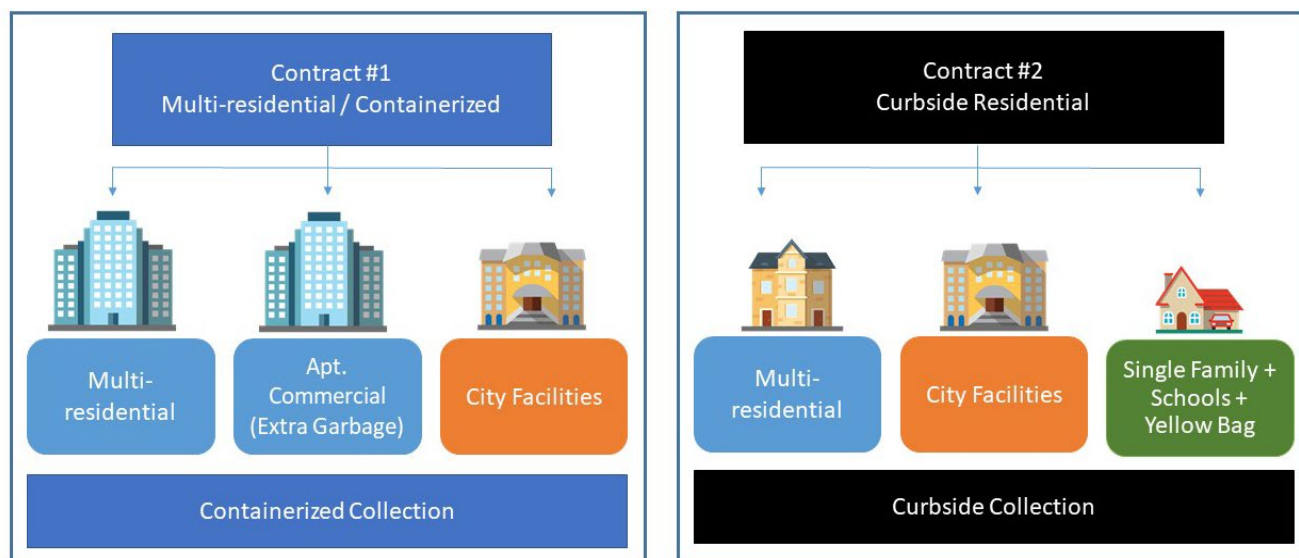 Contract #1
Multi-residential / Containerized
Multi-
residential
Apt.
Commercial
(Extra Garbage)
City Facilities
Containerized Collection
Contract #2
Curbside Residential
Multi-
residential
City Facilities
Single Family +
Schools +
Yellow Bag
Curbside Collection